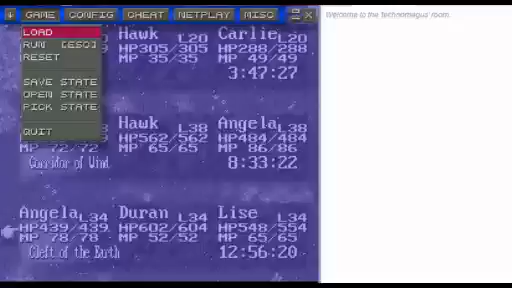 GAME CONFIG CHEAT NETPLAY MISC
LOAD
RUN [ESC]
RESET
SAVE STATE
OPEN STATE
PICK STATE
QUIT
Hawk L20 Carlie L20
HP305/305 HP288/288
MP 35/35 MP 49/49
3:47:27
Hawk L38 Angela L38
HP562/562 HP484/484
MP 72/72 MP 65/65 MP 86/86
Corridor of Wind 8:33:22
Angela L34 Duran L34 Lise L34
HP439/439 HP602/604 HP548/554
MP 78/78 MP 52/52 MP 65/65
Cleft of the Earth 12:56:20
Welcome to the technomagus' room.